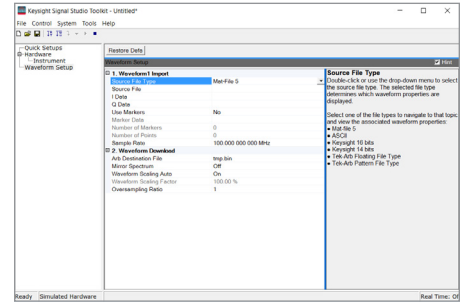 Keysight Signal Studio Toolkit - Untitled*
File Control System Tools Help
Quick Setups
Hardware
Instrument
Waveform Setup
Restore Defa
Waveform Setup
Hint
1. Waveform1 Import
Source File Type Mat-File 5
Source File
I Data
Q Data
Use Markers No
Marker Data
Number of Markers 0
Number of Points 0
Sample Rate 100.000 000 000 MHz
2. Waveform Download
Arb Destination File tmp.bin
Mirror Spectrum Off
Waveform Scaling Auto On
Waveform Scaling Factor 100.00 %
Oversampling Ratio 1
Source File Type
Double-click or use the drop-down menu to select
the source file type. The selected file type
determines which waveform properties are
displayed.
Select one of the file types to navigate to that topic
and view the associated waveform properties:
• Mat-file 5
• ASCII
• Keysight 16 bits
• Keysight 14 bits
• Tek-Arb Floating File Type
• Tek-Arb Pattern File Type
Ready Simulated Hardware Real Time: Of